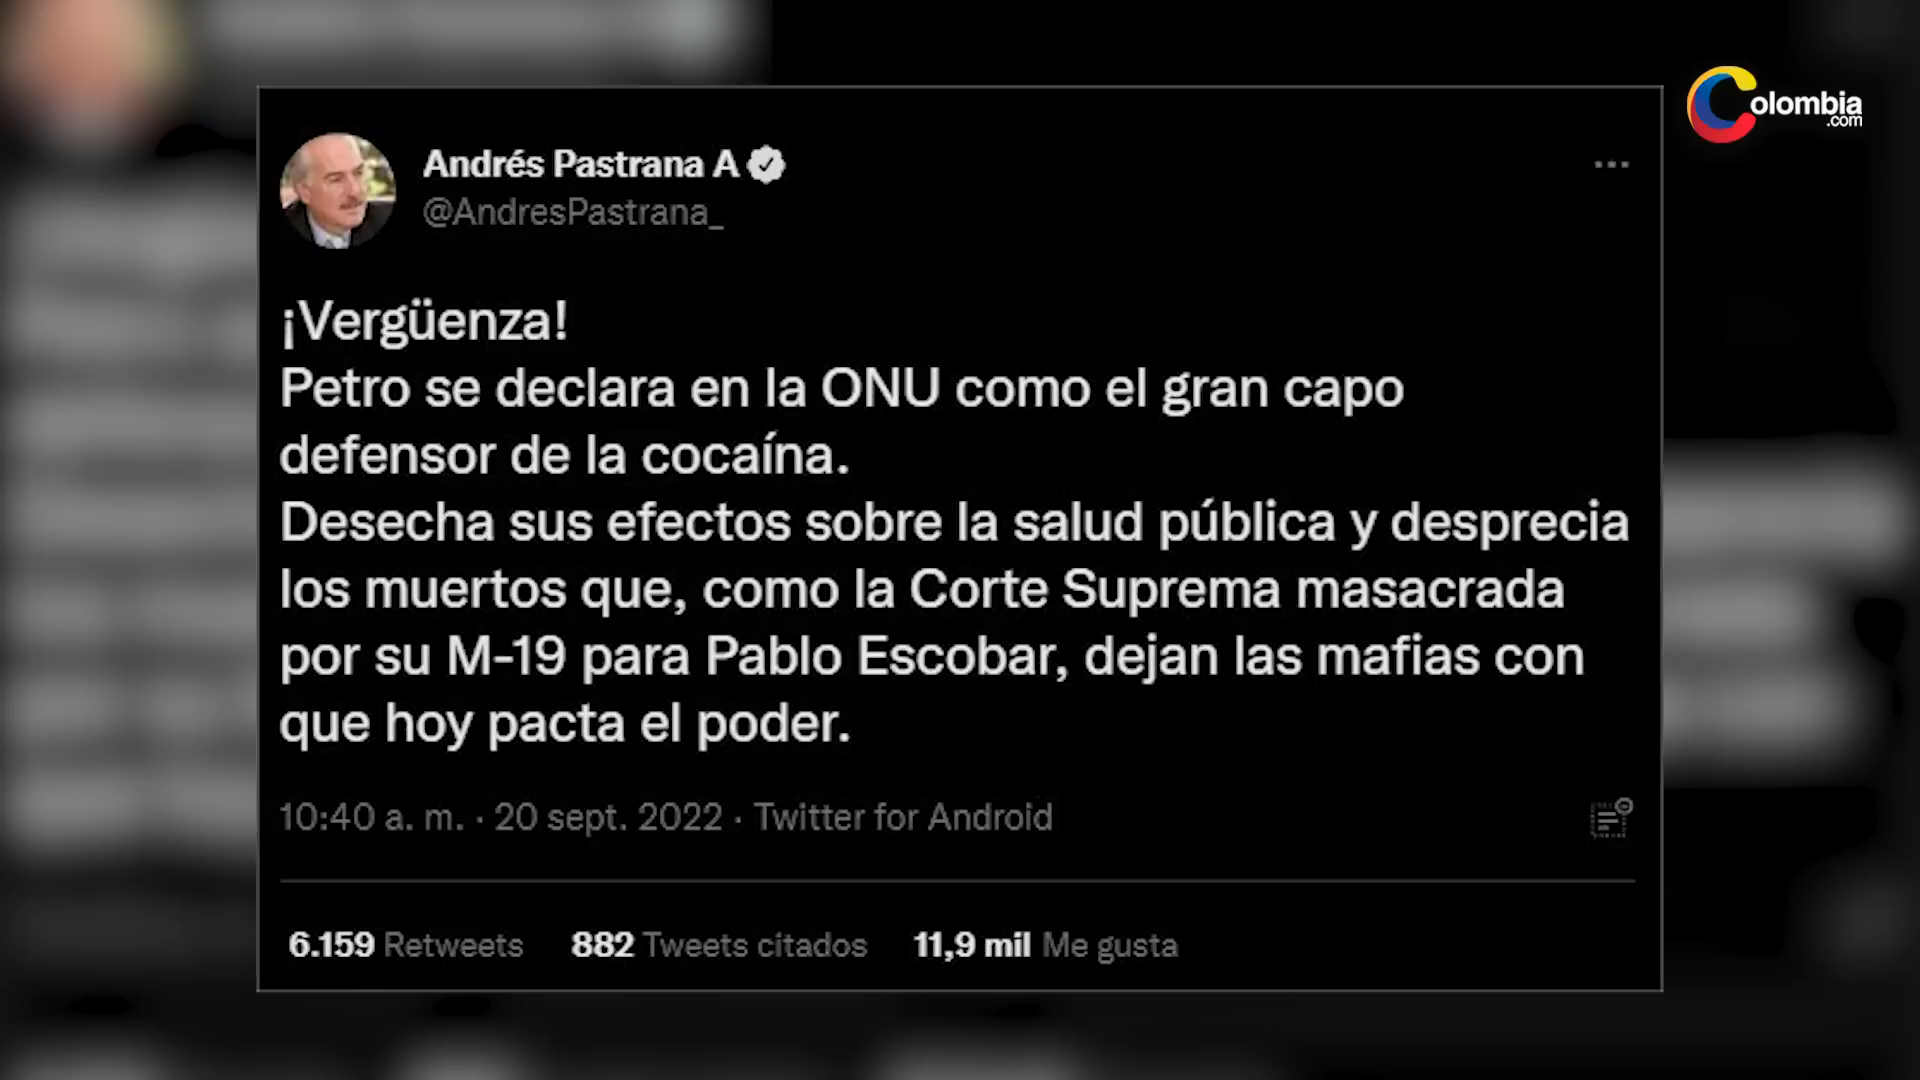 Colombia
.com
Andrés Pastrana A
@AndresPastrana_
¡Vergüenza!
Petro se declara en la ONU como el gran capo
defensor de la cocaína.
Desecha sus efectos sobre la salud pública y desprecia
los muertos que, como la Corte Suprema masacrada
por su M-19 para Pablo Escobar, dejan las mafias con
que hoy pacta el poder.
10:40 a. m. · 20 sept. 2022 · Twitter for Android
6.159 Retweets 882 Tweets citados 11,9 mil Me gusta